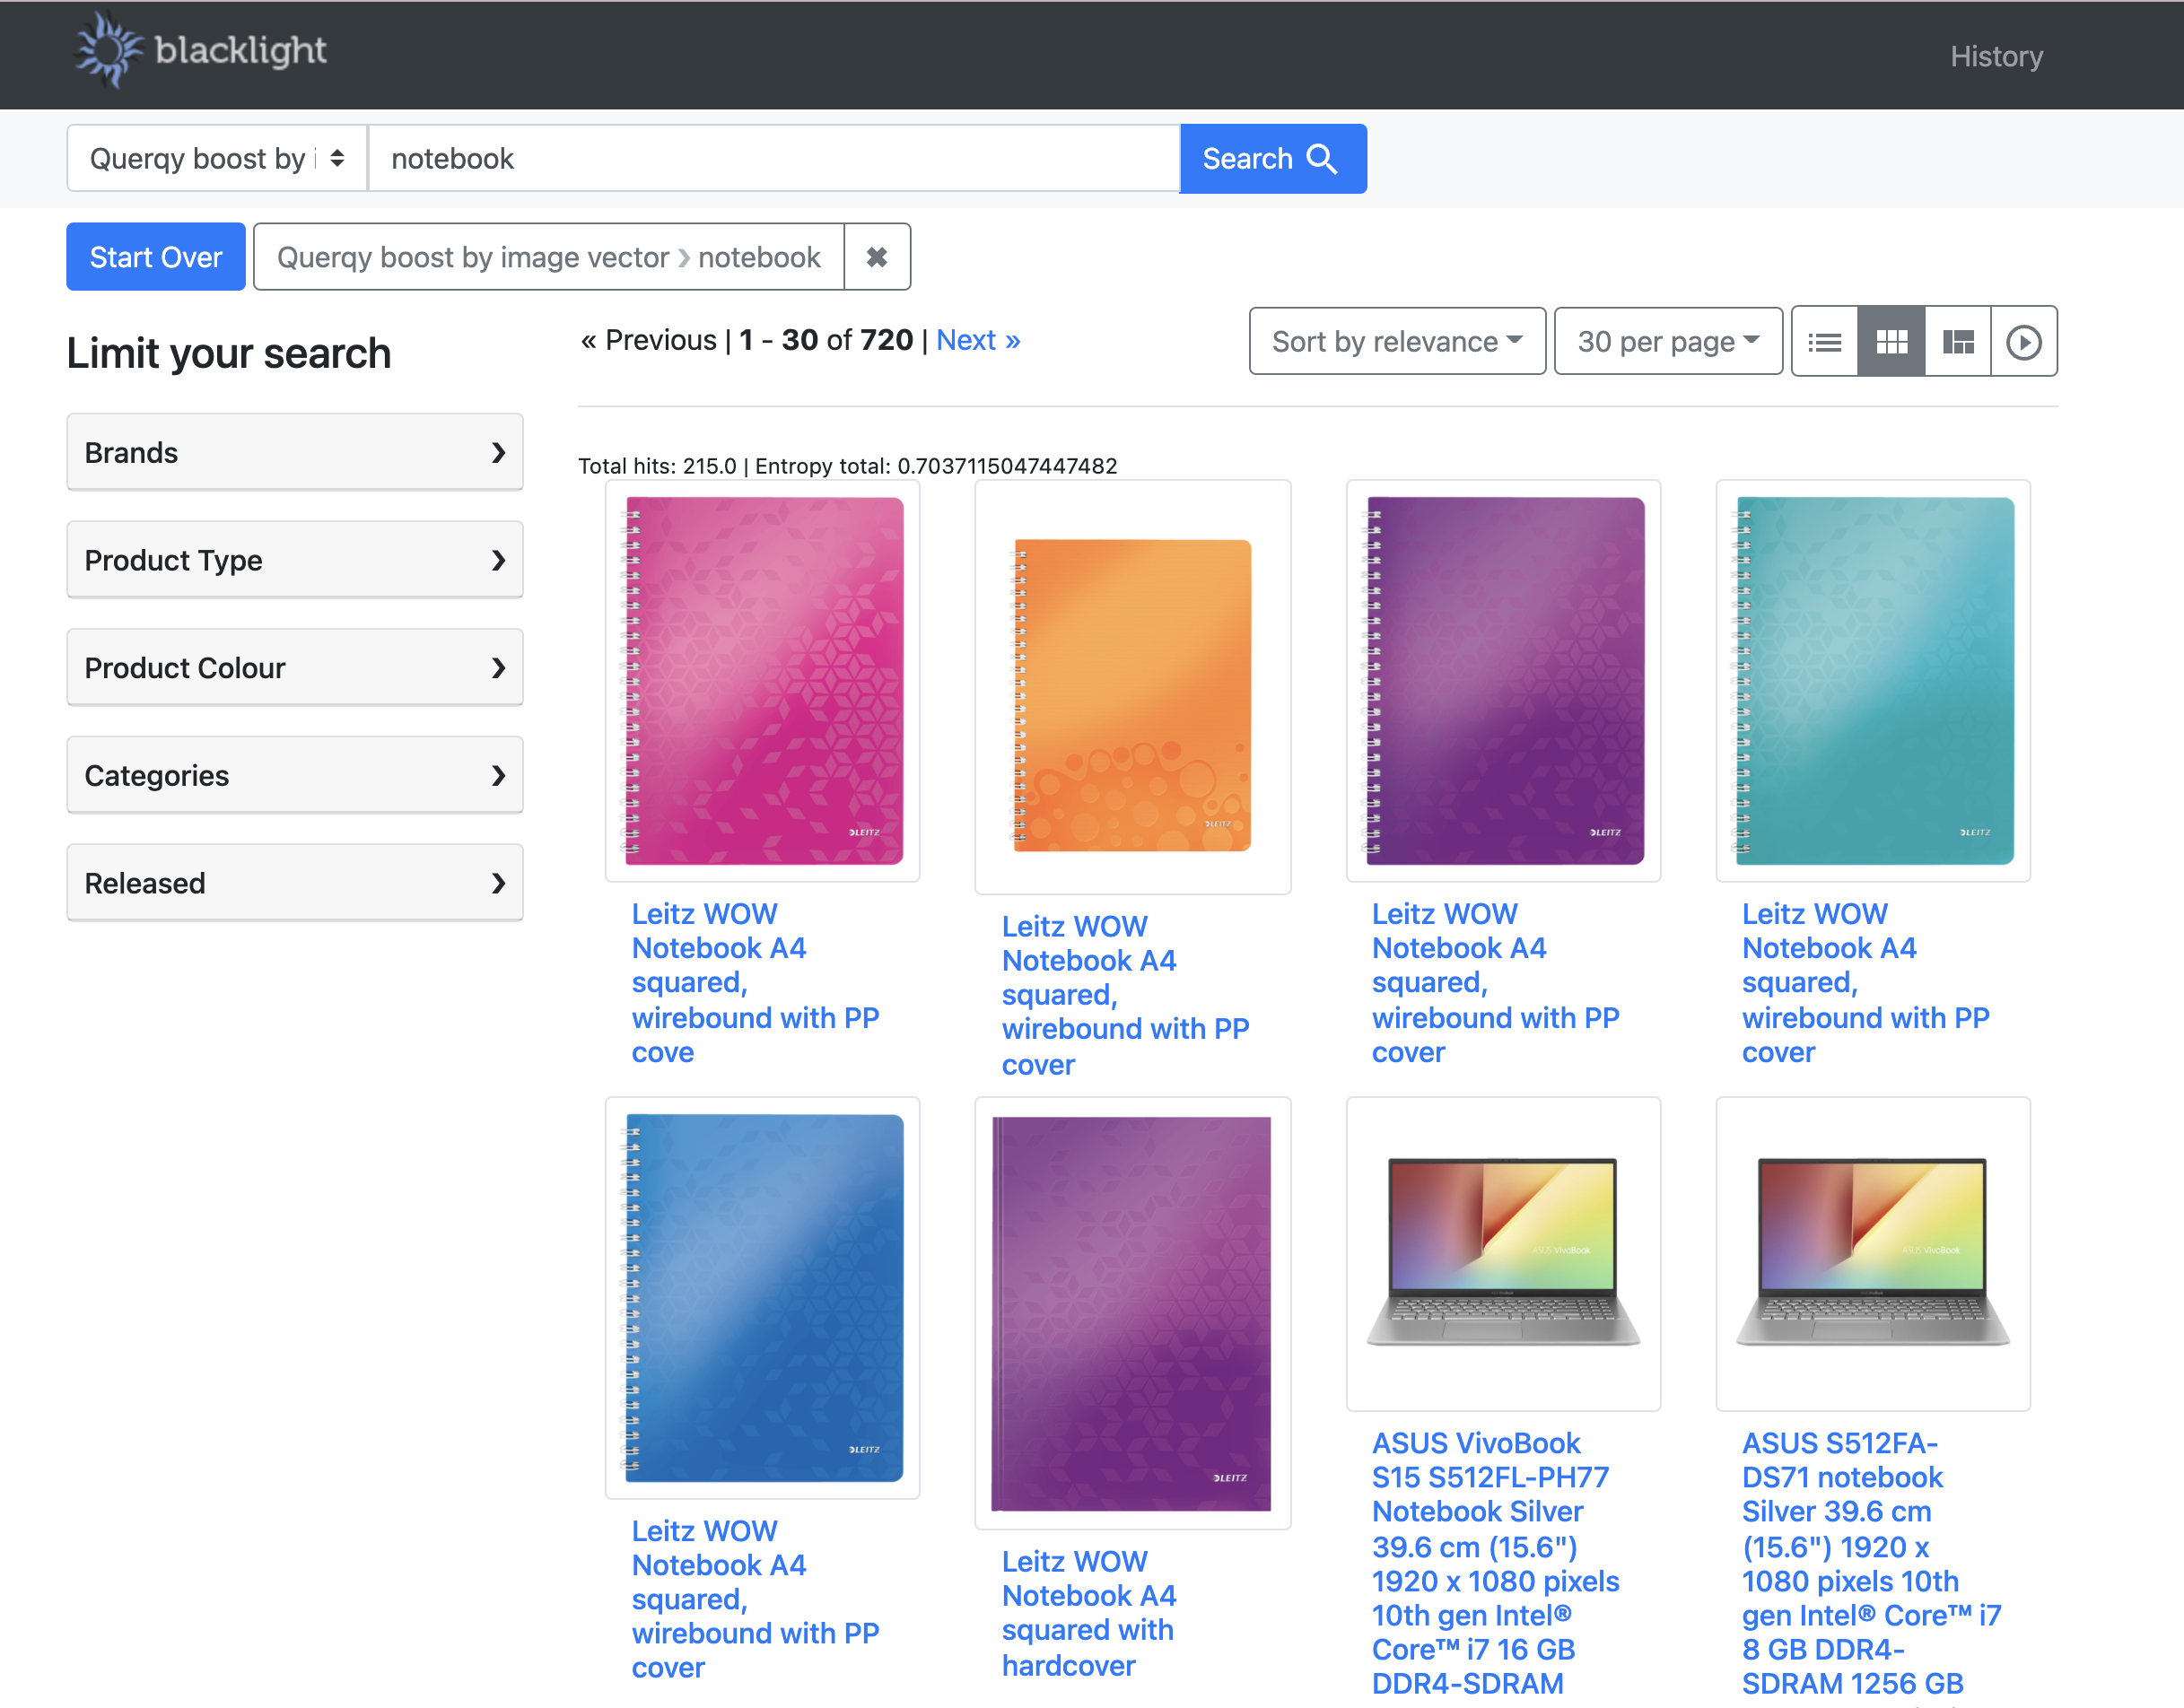 blacklight
History
Querqy boost by i
notebook
Search
Start Over
Querqy boost by image vector ❯ notebook ✖
Limit your search
« Previous | 1 - 30 of 720 | Next »
Sort by relevance
30 per page
Brands
Product Type
Product Colour
Categories
Released
Total hits: 215.0 | Entropy total: 0.7037115047447482
LEITZ
LEITZ
LEITZ
LEITZ
Leitz WOW
Notebook A4
squared,
wirebound with PP
cove
Leitz WOW
Notebook A4
squared,
wirebound with PP
cover
Leitz WOW
Notebook A4
squared,
wirebound with PP
cover
Leitz WOW
Notebook A4
squared,
wirebound with PP
cover
LEITZ
LEITZ
ASUS VivoBook
ASUS VivoBook
Leitz WOW
Notebook A4
squared,
wirebound with PP
cover
Leitz WOW
Notebook A4
squared with
hardcover
ASUS VivoBook
S15 S512FL-PH77
Notebook Silver
39.6 cm (15.6")
1920 x 1080 pixels
10th gen Intel®
Core™ i7 16 GB
DDR4-SDRAM
ASUS S512FA-
DS71 notebook
Silver 39.6 cm
(15.6") 1920 x
1080 pixels 10th
gen Intel® Core™ i7
8 GB DDR4-
SDRAM 1256 GB